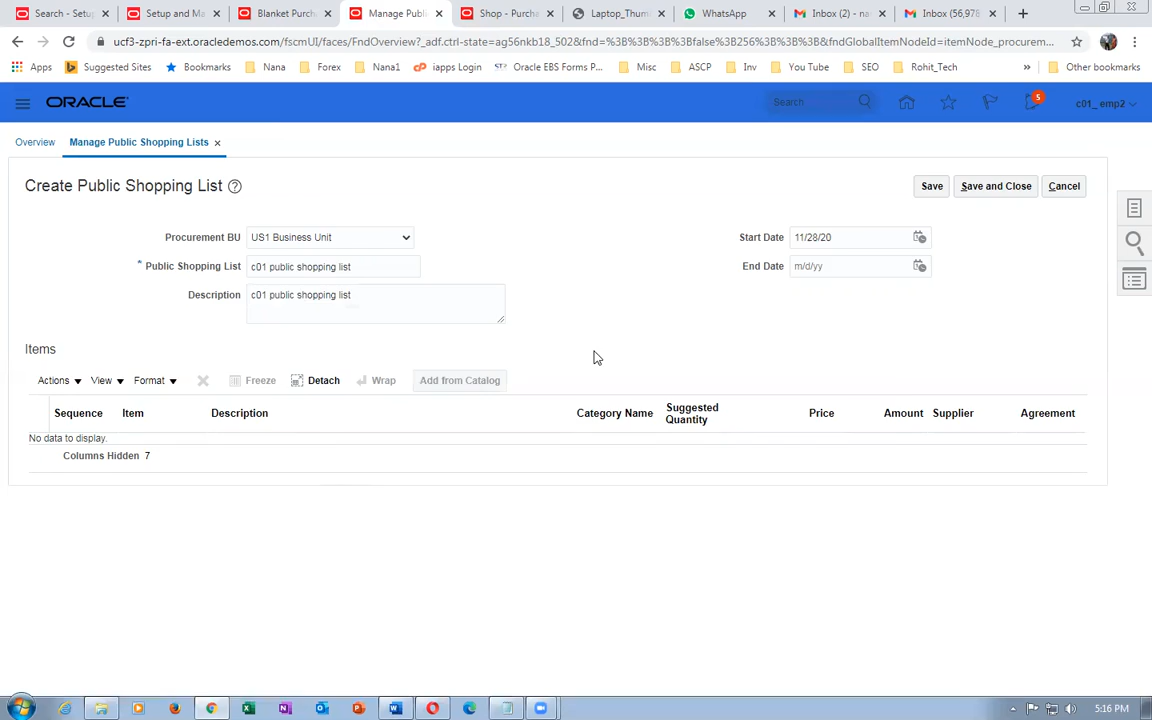 Search - Setup
Setup and Ma
Blanket Purch
Manage Publi
Shop - Purcha
Laptop_Thum
WhatsApp
Inbox (2) - na
Inbox (56,978
ucf3-zpri-fa-ext.oracledemos.com/fscmUI/faces/FndOverview?_adf.ctrl-state=ag56nkb18_502&fnd=%3B%3B%3B%3Bfalse%3B256%3B%3B%3B&fndGlobalItemNodeId=itemNode_procurem...
Apps
Suggested Sites
Bookmarks
Nana
Forex
Nana1
iapps Login
Oracle EBS Forms P...
Misc
ASCP
Inv
You Tube
SEO
Rohit_Tech
»
Other bookmarks
ORACLE
Search
5
c01_ emp2
Overview
Manage Public Shopping Lists
Create Public Shopping List
Save
Save and Close
Cancel
Procurement BU US1 Business Unit
Start Date 11/28/20
* Public Shopping List c01 public shopping list
End Date m/d/yy
Description c01 public shopping list
Items
Actions View Format Freeze Detach Wrap Add from Catalog
Sequence Item Description Category Name Suggested Quantity Price Amount Supplier Agreement
No data to display.
Columns Hidden 7
5:16 PM